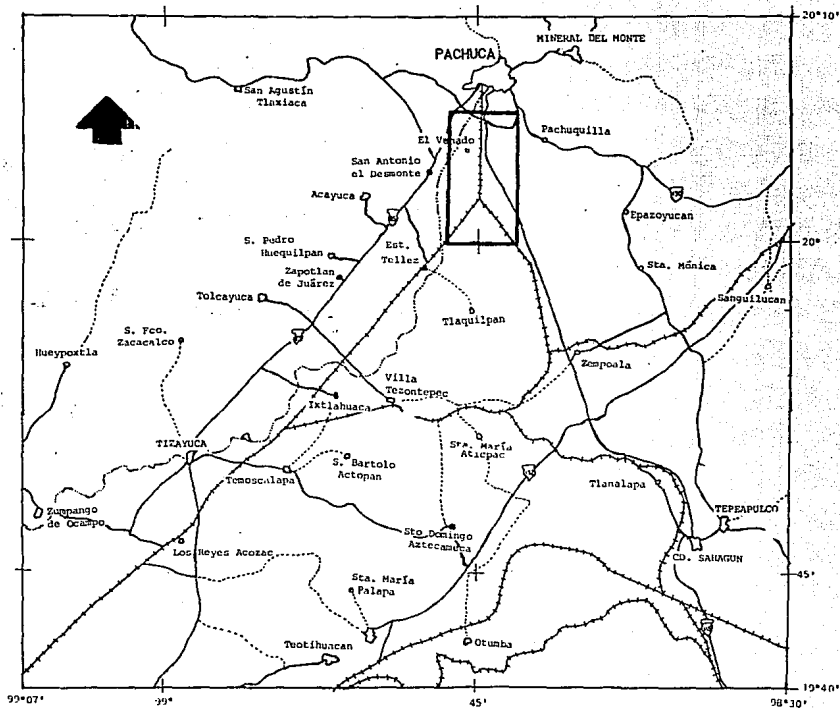 20°10'
MINERAL DEL MONTE
PACHUCA
San Agustín
Tlaxiaca
Pachuquilla
El Venado
San Antonio
el Desmonte
Acayuca
Epazoyucan
S. Pedro
Huequilpan
Est.
Tellez
20°
Zapotlan
de Juárez
Sta. Mónica
Tolcayuca
Sanguilucan
Tlaquilpan
S. Fco.
Zacacalco
Hueypoxtla
Zempoala
Villa
Tezontepec
Ixtlahuaca
TIZAYUCA
Sta. María
Aticpac
S. Bartolo
Actopan
Temoscalapa
Tlanalapa
Zumpango
de Ocampo
TEPEAPULCO
Sto Domingo
Aztecameca
Los Reyes Acozac
CD. SAHAGUN
45'
Sta. María
Palapa
Teotihuacan
Otumba
19°40'
99°07'
99°
45'
98°30'